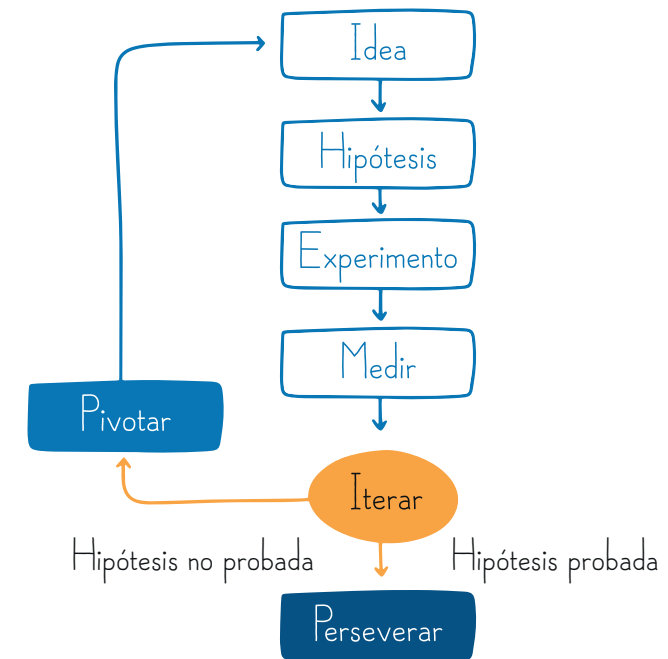 Idea
Hipótesis
Experimento
Medir
Pivotar
Iterar
Hipótesis no probada
Hipótesis probada
Perseverar